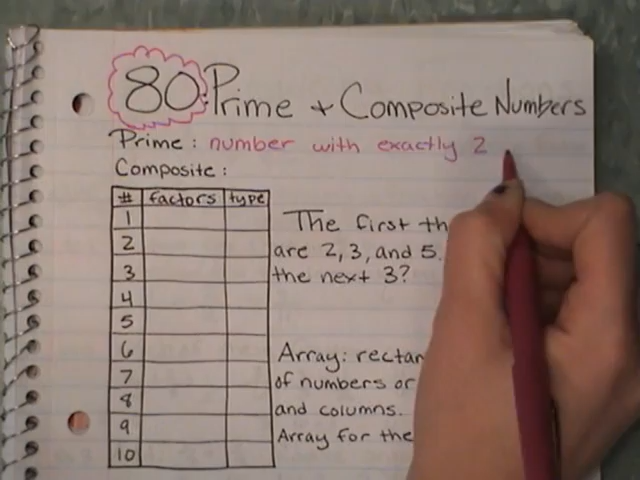 80: Prime + Composite Numbers
Prime: number with exactly 2
Composite:
# factors type
1
2
3
4
5
6
7
8
9
10
The first
are 2, 3, and 5.
the next 3?
Array:
of numbers or
and columns.
Array for the